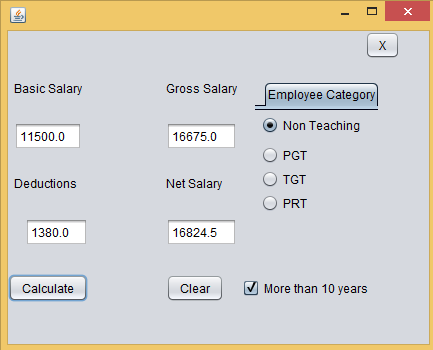 X
Basic Salary
Gross Salary
Employee Category
11500.0
16675.0
Non Teaching
PGT
Deductions
Net Salary
TGT
PRT
1380.0
16824.5
Calculate
Clear
More than 10 years